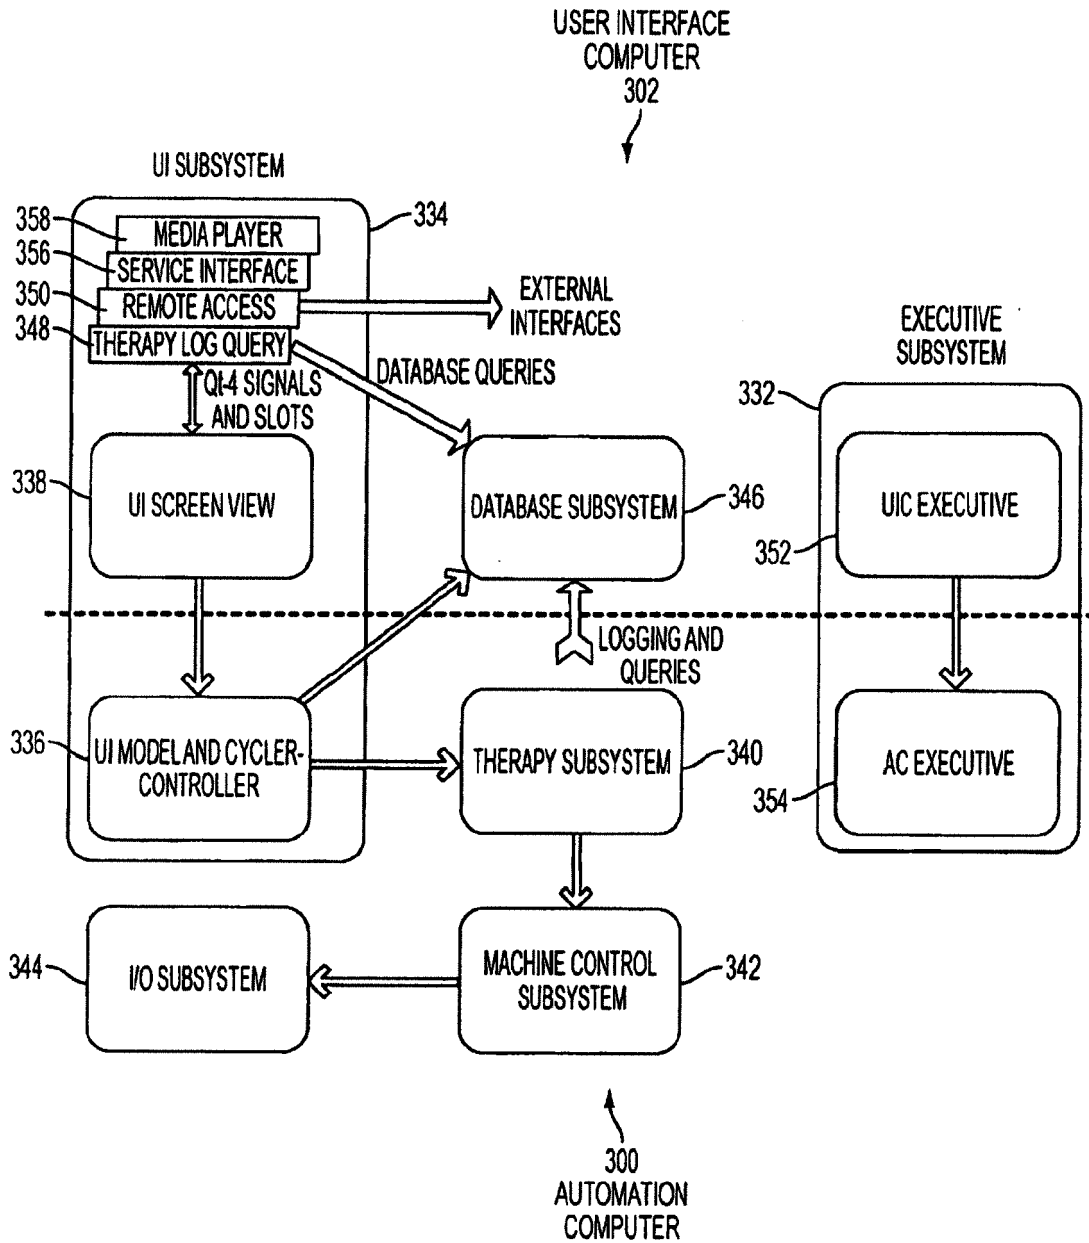 USER INTERFACE
COMPUTER
302
UI SUBSYSTEM
334
358
MEDIA PLAYER
356
SERVICE INTERFACE
350
REMOTE ACCESS
348
THERAPY LOG QUERY
EXTERNAL
INTERFACES
DATABASE QUERIES
Qt-4 SIGNALS
AND SLOTS
EXECUTIVE
SUBSYSTEM
332
338
UI SCREEN VIEW
DATABASE SUBSYSTEM
346
UIC EXECUTIVE
352
LOGGING AND
QUERIES
336
UI MODEL AND CYCLER-
CONTROLLER
THERAPY SUBSYSTEM
340
AC EXECUTIVE
354
344
I/O SUBSYSTEM
MACHINE CONTROL
SUBSYSTEM
342
300
AUTOMATION
COMPUTER